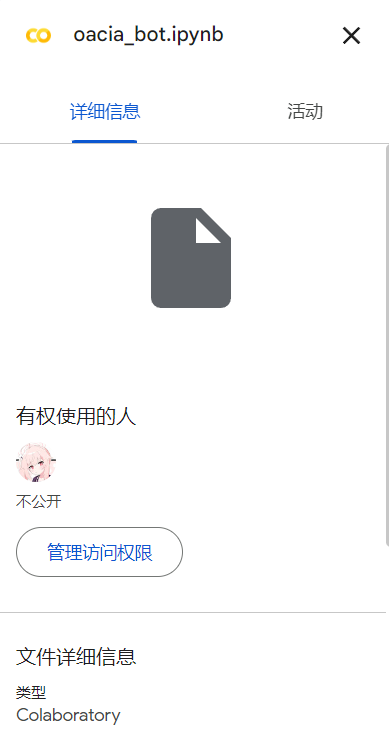 oacia_bot.ipynb
详细信息
活动
有权使用的人
不公开
管理访问权限
文件详细信息
类型
Colaboratory